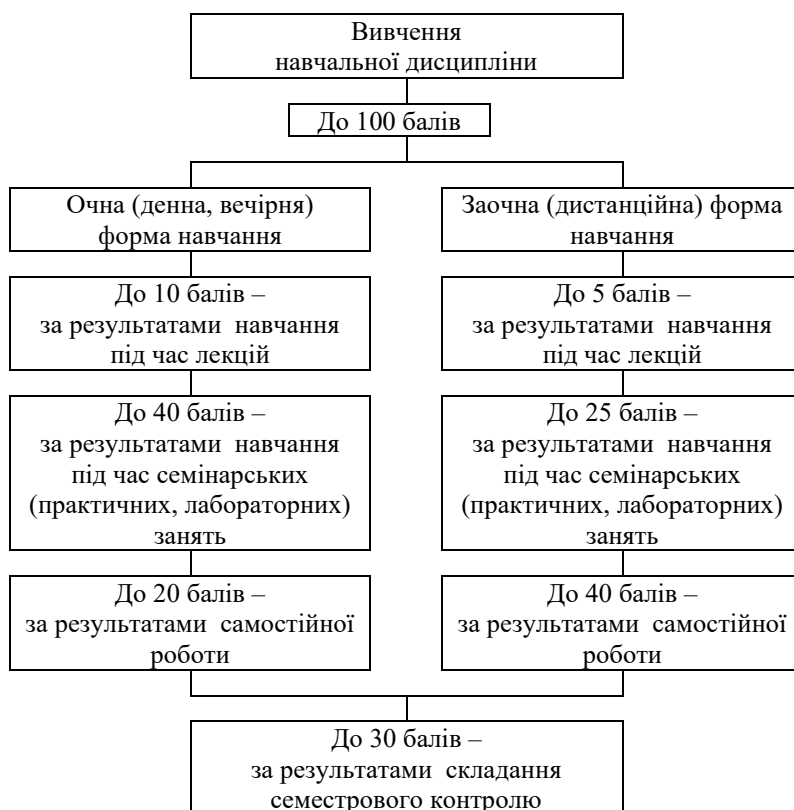 Вивчення
навчальної дисципліни
До 100 балів
Очна (денна, вечірня)
форма навчання
Заочна (дистанційна) форма
навчання
До 10 балів –
за результатами навчання
під час лекцій
До 5 балів –
за результатами навчання
під час лекцій
До 40 балів –
за результатами навчання
під час семінарських
(практичних, лабораторних)
занять
До 25 балів –
за результатами навчання
під час семінарських
(практичних, лабораторних)
занять
До 20 балів –
за результатами самостійної
роботи
До 40 балів –
за результатами самостійної
роботи
До 30 балів –
за результатами складання
семестрового контролю